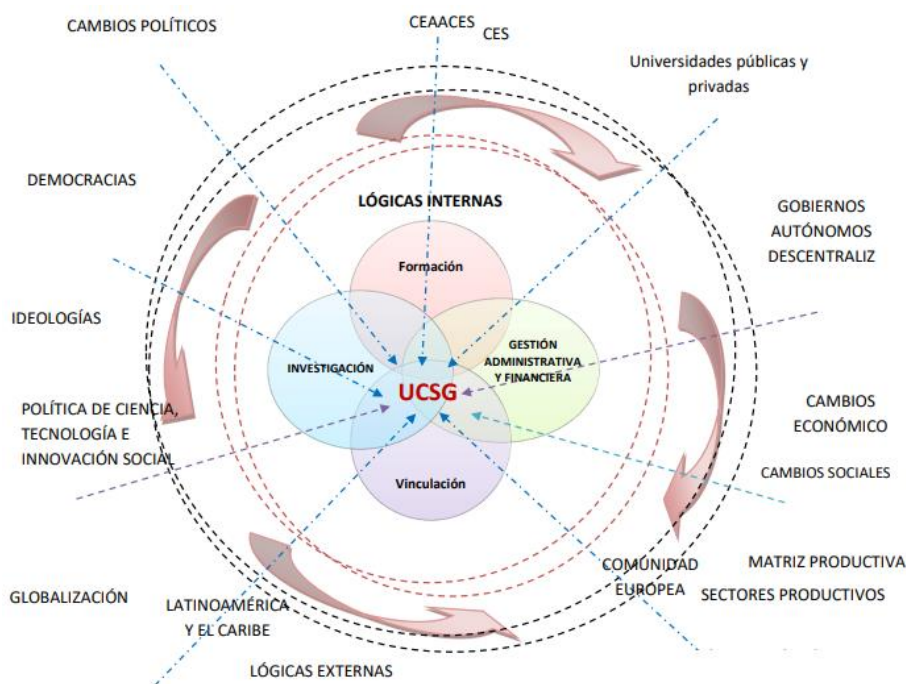 CAMBIOS POLÍTICOS
CEAACES
CES
Universidades públicas y
privadas
DEMOCRACIAS
LÓGICAS INTERNAS
GOBIERNOS
AUTÓNOMOS
DESCENTRALIZ
Formación
IDEOLOGÍAS
INVESTIGACIÓN
GESTIÓN
ADMINISTRATIVA
Y FINANCIERA
UCSG
POLÍTICA DE CIENCIA,
TECNOLOGÍA E
INNOVACIÓN SOCIAL
CAMBIOS
ECONÓMICO
CAMBIOS SOCIALES
Vinculación
COMUNIDAD
EUROPEA
MATRIZ PRODUCTIVA
SECTORES PRODUCTIVOS
GLOBALIZACIÓN
LATINOAMÉRICA
Y EL CARIBE
LÓGICAS EXTERNAS